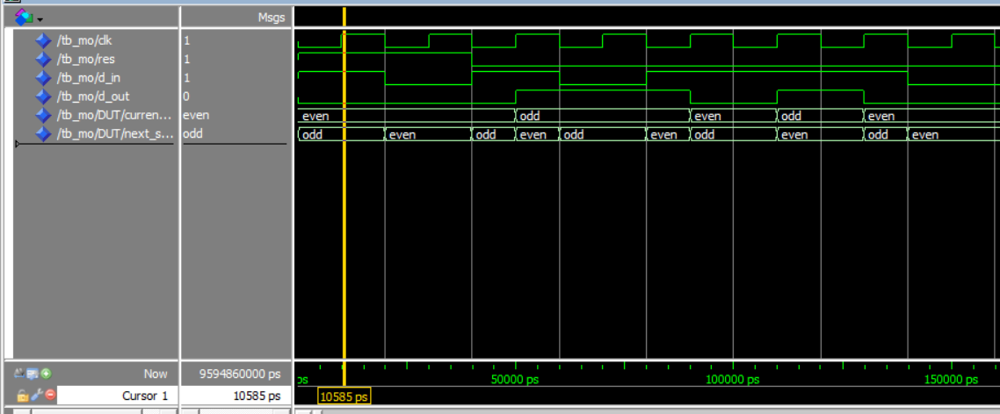 Msgs
/tb_mo/clk 1
/tb_mo/res 1
/tb_mo/d_in 1
/tb_mo/d_out 0
/tb_mo/DUT/curren... even even odd even odd even
/tb_mo/DUT/next_s... odd odd even odd even odd even odd even odd even
Now 9594860000 ps ps 50000 ps 100000 ps 150000 ps
Cursor 1 10585 ps 10585 ps